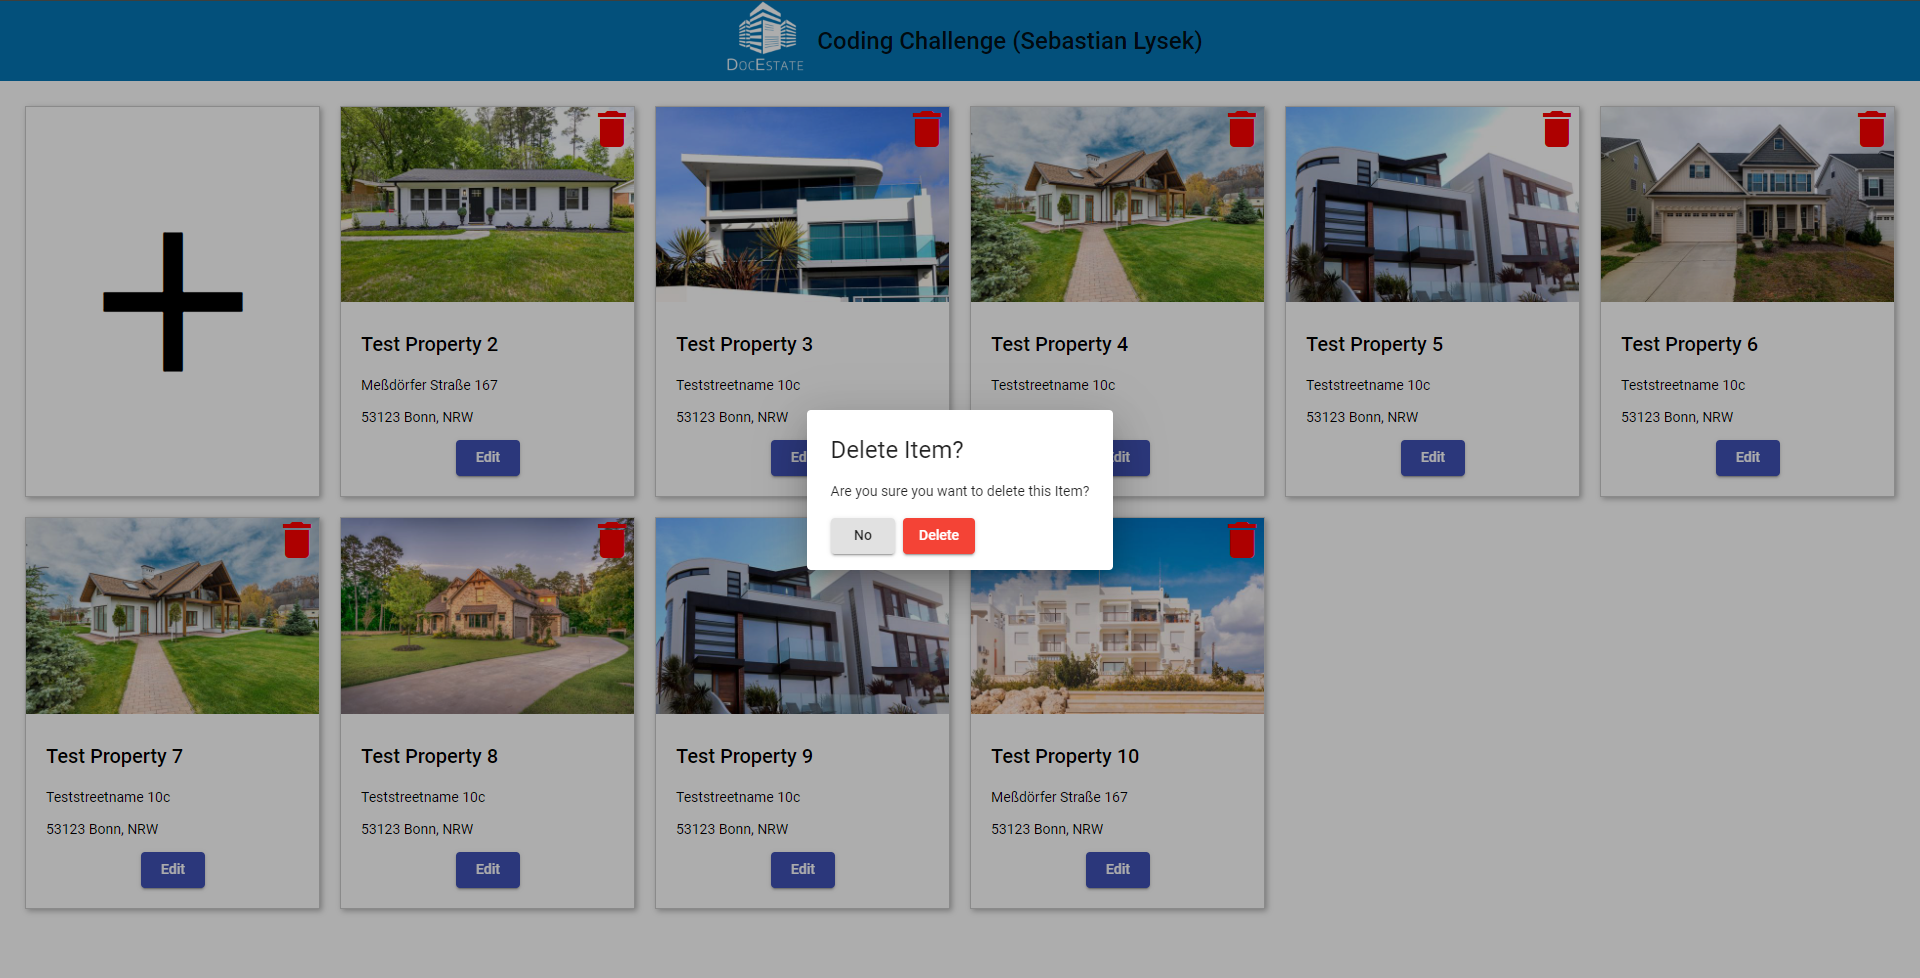 DocEstate
Coding Challenge (Sebastian Lysek)
Test Property 2
Meßdörfer Straße 167
53123 Bonn, NRW
Edit
Test Property 3
Teststreetname 10c
53123 Bonn, NRW
Ed
Test Property 4
Teststreetname 10c
dit
Test Property 5
Teststreetname 10c
53123 Bonn, NRW
Edit
Test Property 6
Teststreetname 10c
53123 Bonn, NRW
Edit
Delete Item?
Are you sure you want to delete this Item?
No
Delete
Test Property 7
Teststreetname 10c
53123 Bonn, NRW
Edit
Test Property 8
Teststreetname 10c
53123 Bonn, NRW
Edit
Test Property 9
Teststreetname 10c
53123 Bonn, NRW
Edit
Test Property 10
Meßdörfer Straße 167
53123 Bonn, NRW
Edit